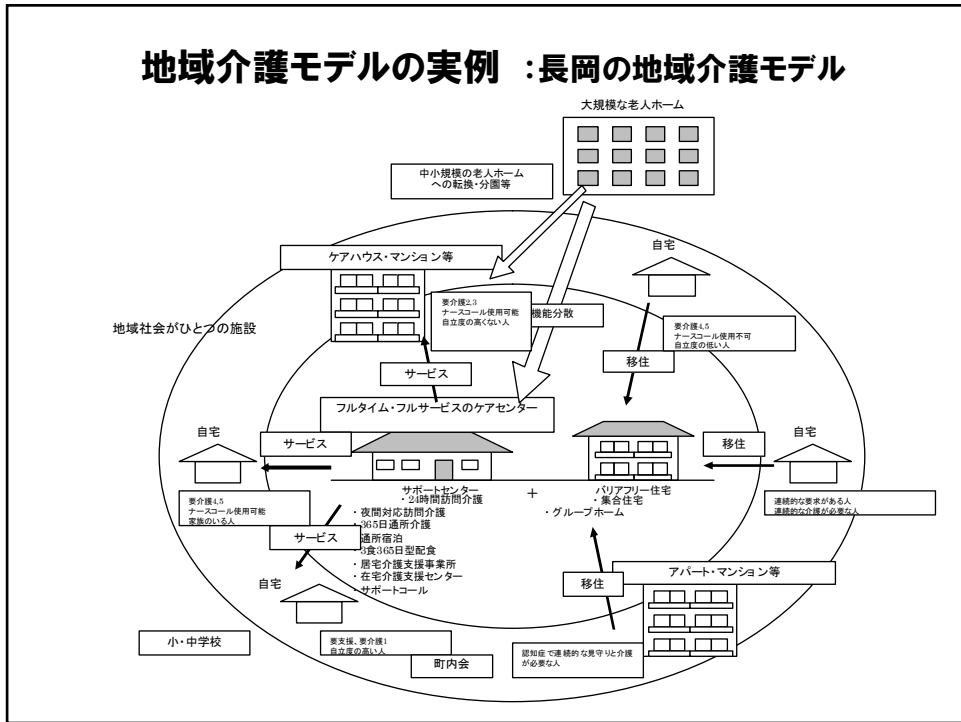 地域介護モデルの実例 :長岡の地域介護モデル
大規模な老人ホーム
中小規模の老人ホーム
への転換・分園等
自宅
ケアハウス・マンション等
要介護2,3
ナースコール使用可能
自立度の高くない人
機能分散
地域社会がひとつの施設
要介護4,5
ナースコール使用不可
自立度の低い人
移住
サービス
フルタイム・フルサービスのケアセンター
自宅
サービス
移住
自宅
サポートセンター
・24時間訪問介護
・夜間対応訪問介護
・365日通所介護
・通所宿泊
・3食365日型配食
・居宅介護支援事業所
・在宅介護支援センター
・サポートコール
+
バリアフリー住宅
・集合住宅
・グループホーム
要介護4,5
ナースコール使用可能
家族のいる人
連続的な要求がある人
連続的な介護が必要な人
サービス
自宅
移住
アパート・マンション等
小・中学校
要支援、要介護1
自立度の高い人
町内会
認知症で連続的な見守りと介護
が必要な人